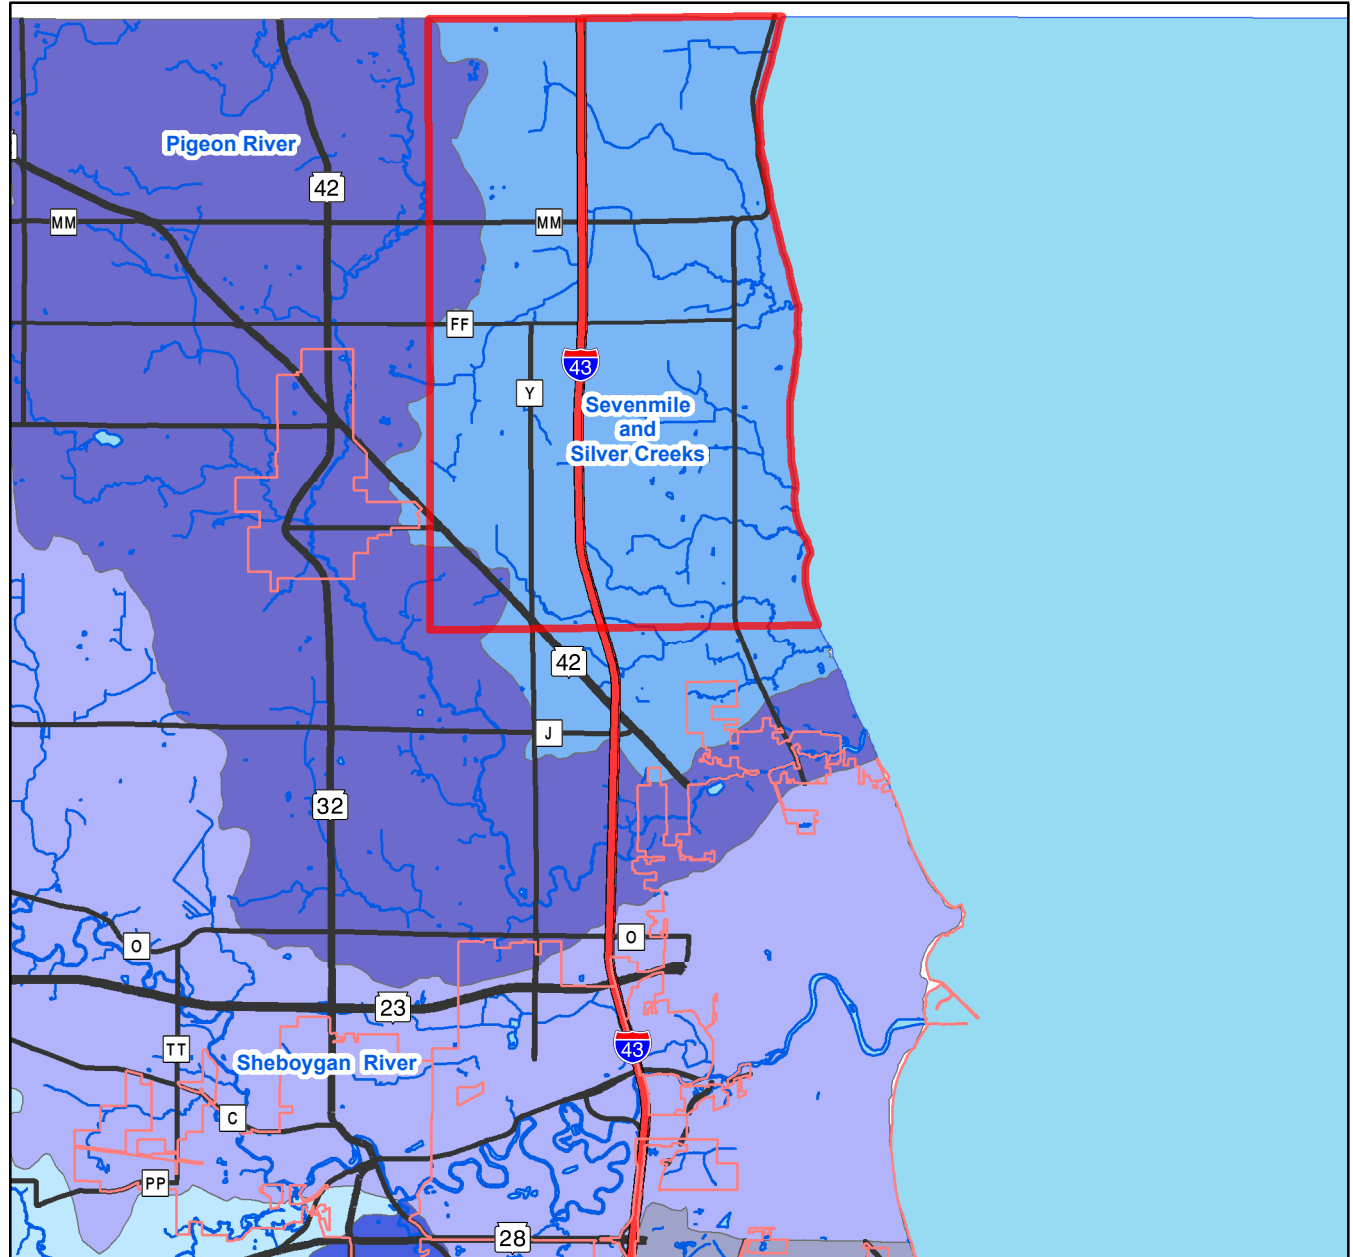 Pigeon River
42
MM
MM
FF
43
Y
Sevenmile
and
Silver Creeks
42
J
32
O
O
23
43
TT
Sheboygan River
C
PP
28